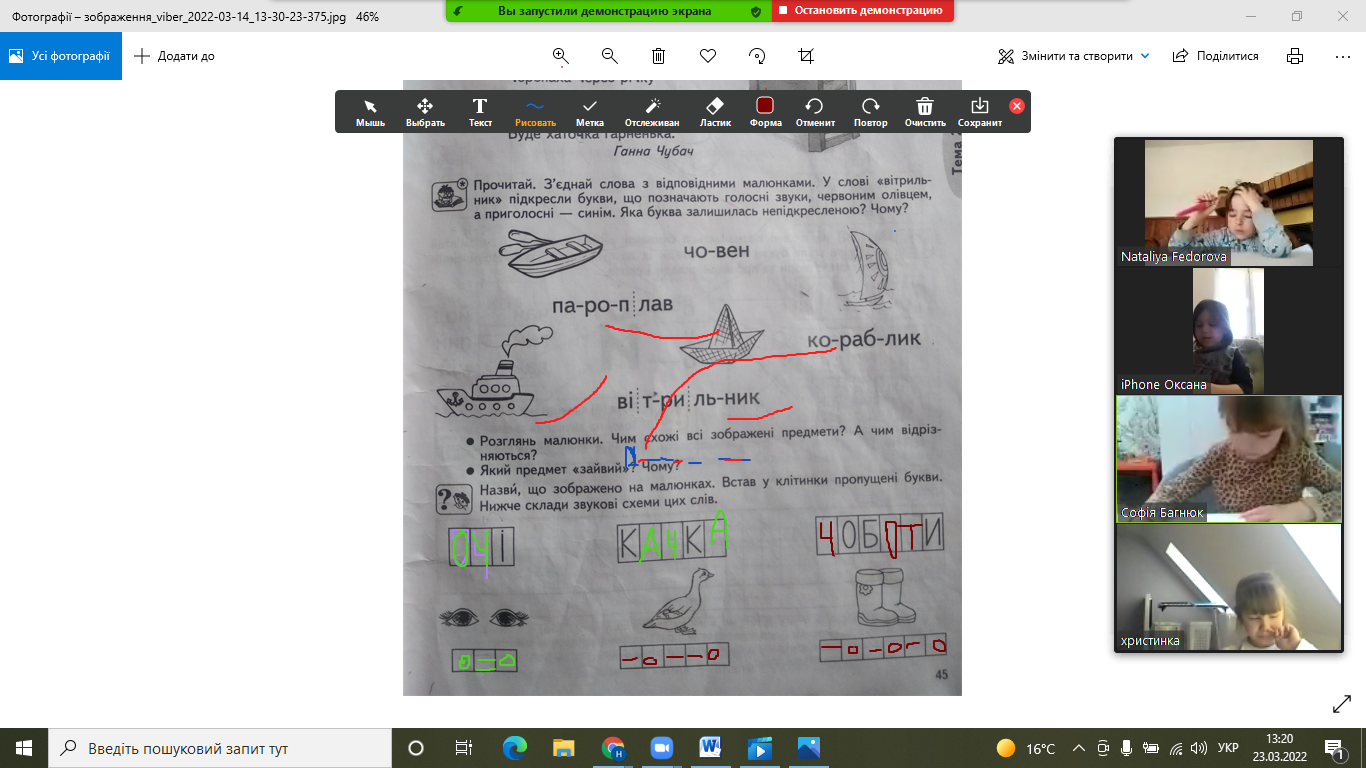 Фотографії – зображення_viber_2022-03-14_13-30-23-375.jpg 46%
Вы запустили демонстрацию экрана
Остановить демонстрацию
Усі фотографії
Додати до
Змінити та створити
Поділитися
через річку
Мышь
Выбрать
Текст
Рисовать
Метка
Отслеживан
Ластик
Форма
Отменит
Повтор
Очистить
Сохранит
Буде хаточка гарненька.
Ганна Чубач
Тема
Прочитай. З'єднай слова з відповідними малюнками. У слові «вітриль-
ник» підкресли букви, що позначають голосні звуки, червоним олівцем,
а приголосні — синім. Яка буква залишилась непідкресленою? Чому?
чо-вен
па-ро-п лав
ко-раб-лик
ві т-ри ль-ник
● Розглянь малюнки. Чим схожі всі зображені предмети? А чим відріз-
няються?
● Який предмет «зайвий»? Чому?
Назви, що зображено на малюнках. Встав у клітинки пропущені букви.
Нижче склади звукові схеми цих слів.
ОЧІ
КАЧКА
ЧОБОТИ
45
Nataliya Fedorova
iPhone Оксана
Софія Багнюк
христинка
Введіть пошуковий запит тут
16°C
УКР
13:20
23.03.2022
1